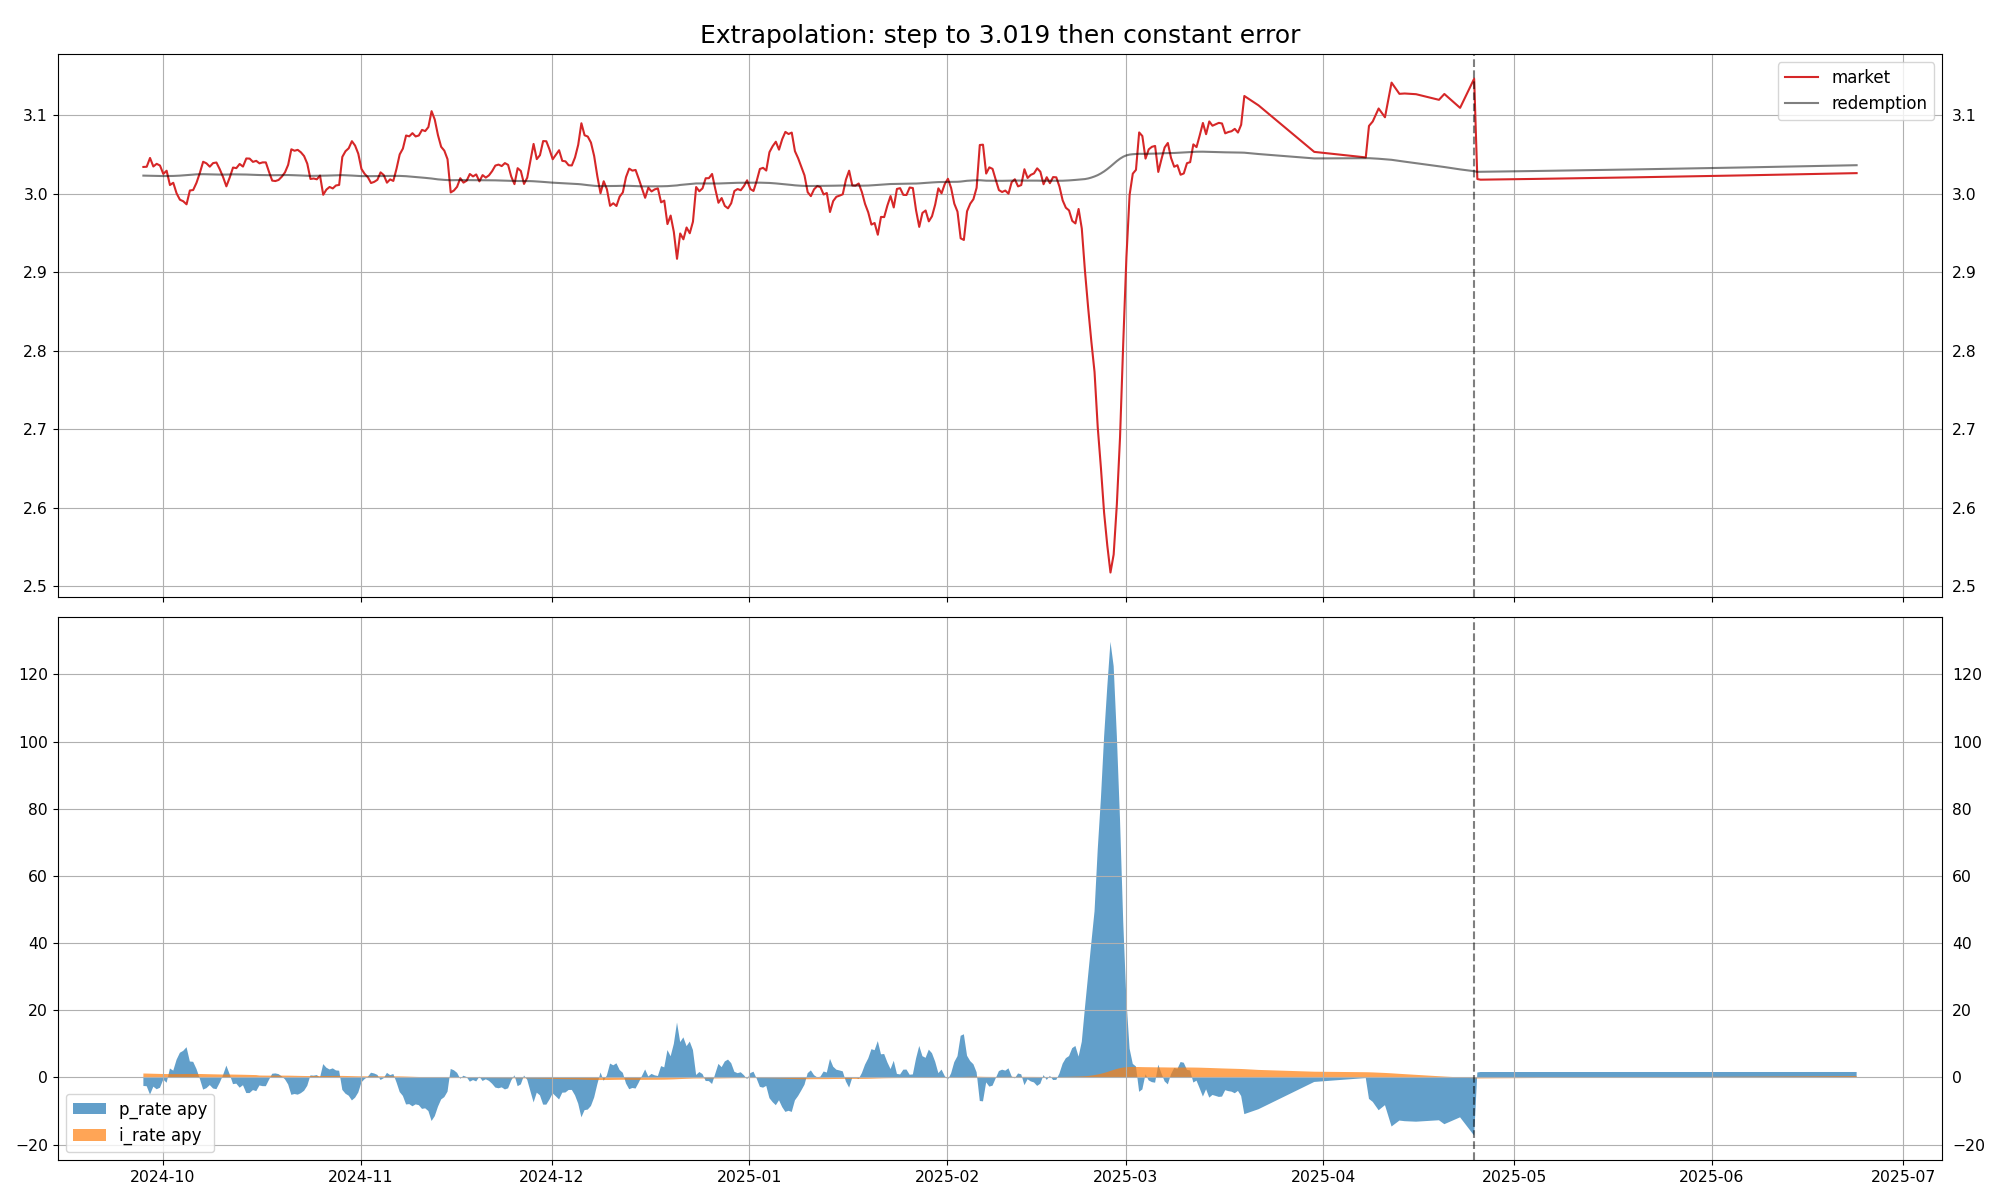 Extrapolation: step to 3.019 then constant error
market
redemption
3.1 3.1
3.0 3.0
2.9 2.9
2.8 2.8
2.7 2.7
2.6 2.6
2.5 2.5
120 120
100 100
80 80
60 60
40 40
20 20
0 0
−20 −20
p_rate apy
i_rate apy
2024-10 2024-11 2024-12 2025-01 2025-02 2025-03 2025-04 2025-05 2025-06 2025-07